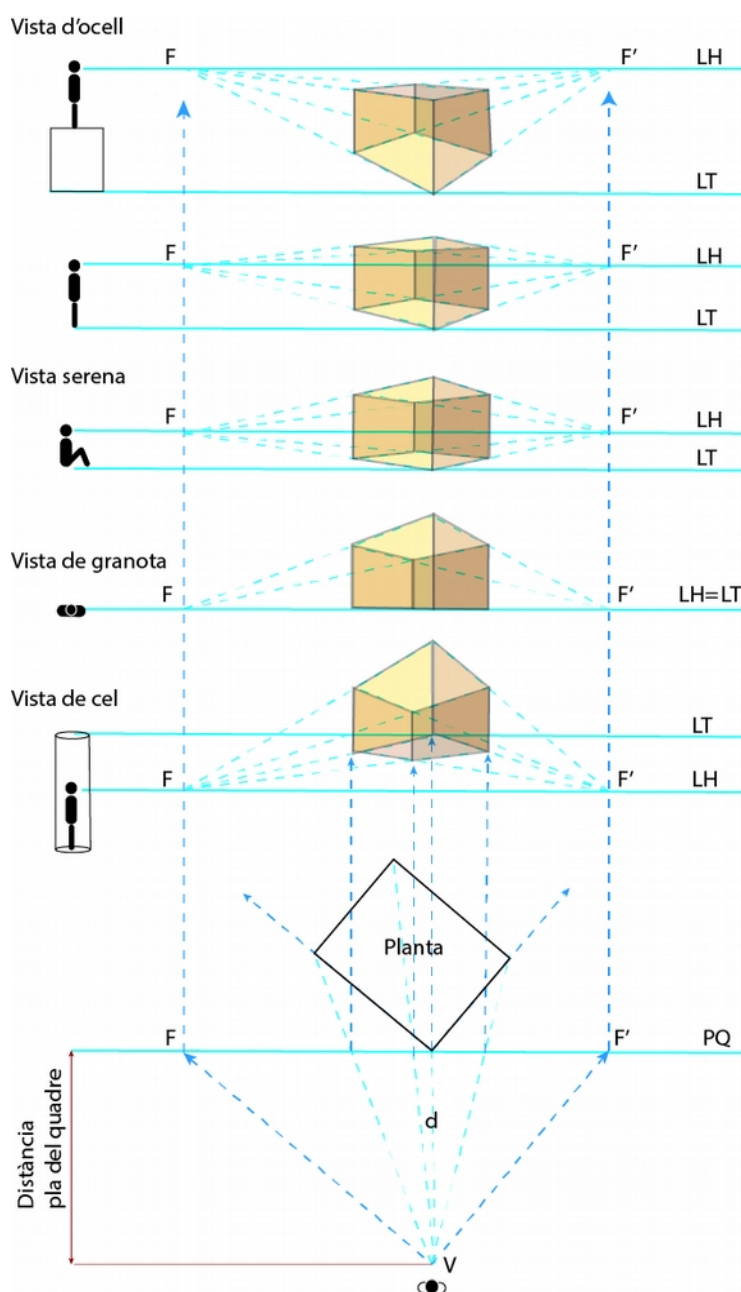 Vista d'ocell
F F' LH
LT
F F' LH
LT
Vista serena
F F' LH
LT
Vista de granota
F F' LH=LT
Vista de cel
LT
F F' LH
Planta
F F' PQ
d
Distància
pla del quadre
V